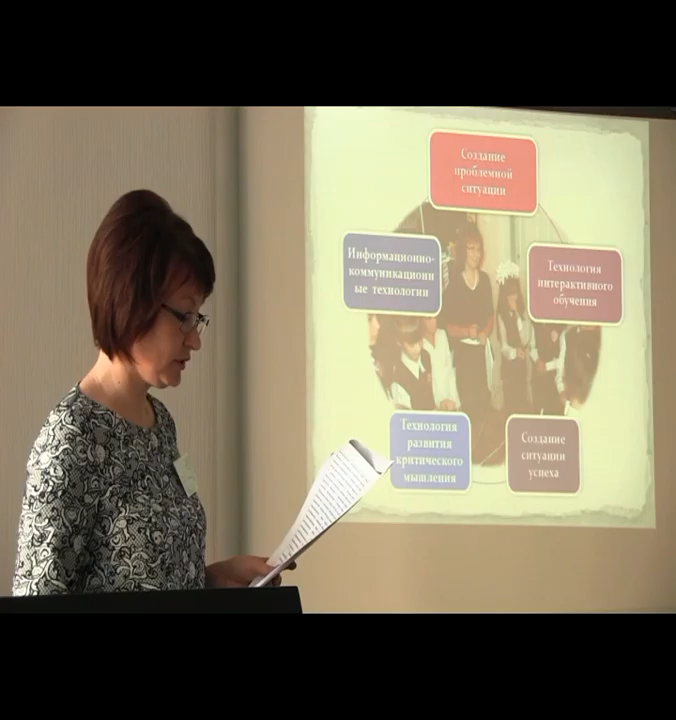 Создание
проблемной
ситуации
Информационно-
коммуникационн
ые технологии
Технология
интерактивного
обучения
Технология
развития
критического
мышления
Создание
ситуации
успеха